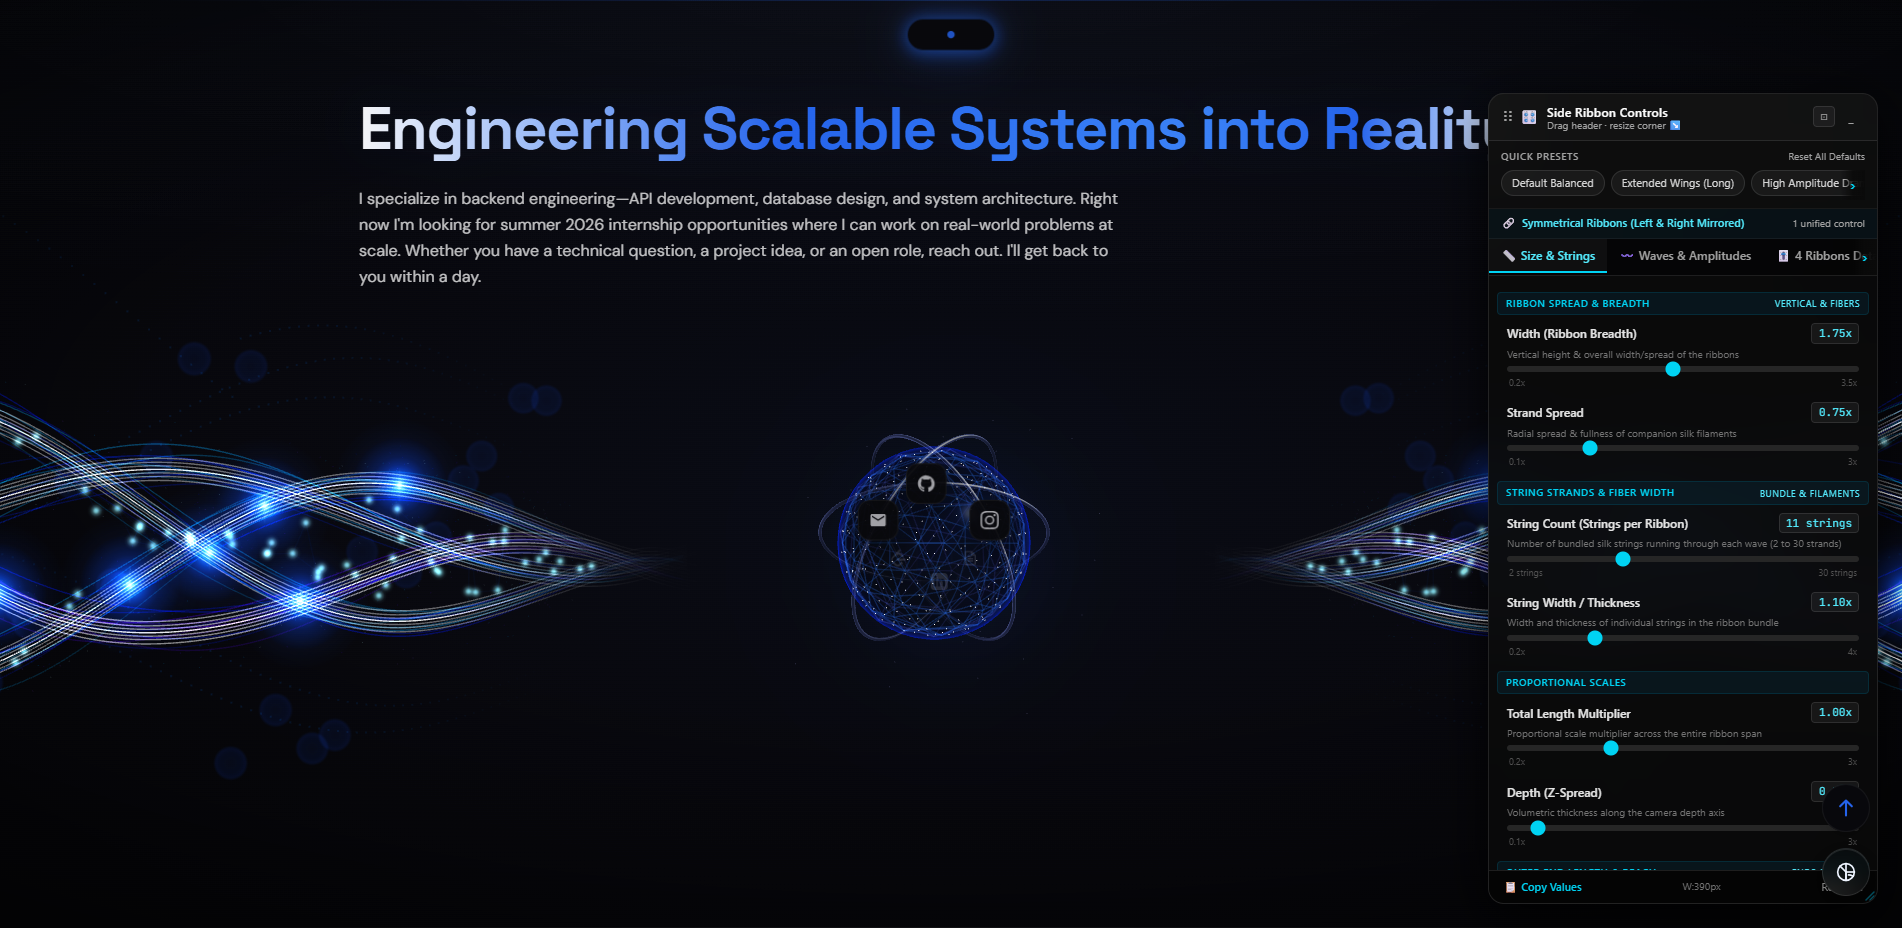 Engineering Scalable Systems into
I specialize in backend engineering—API development, database design, and system architecture. Right
now I'm looking for summer 2026 internship opportunities where I can work on real-world problems at
scale. Whether you have a technical question, a project idea, or an open role, reach out. I'll get back to
you within a day.
Side Ribbon Controls
Drag header · resize corner
QUICK PRESETS
Reset All Defaults
Default Balanced
Extended Wings (Long)
High Amplitude
Symmetrical Ribbons (Left & Right Mirrored)
1 unified control
Size & Strings
Waves & Amplitudes
4 Ribbons
RIBBON SPREAD & BREADTH
VERTICAL & FIBERS
Width (Ribbon Breadth)
1.75x
Vertical height & overall width/spread of the ribbons
0.2x
3.5x
Strand Spread
0.75x
Radial spread & fullness of companion silk filaments
0.1x
3x
STRING STRANDS & FIBER WIDTH
BUNDLE & FILAMENTS
String Count (Strings per Ribbon)
11 strings
Number of bundled silk strings running through each wave (2 to 30 strands)
2 strings
30 strings
String Width / Thickness
1.10x
Width and thickness of individual strings in the ribbon bundle
0.2x
4x
PROPORTIONAL SCALES
Total Length Multiplier
1.00x
Proportional scale multiplier across the entire ribbon span
0.2x
3x
Depth (Z-Spread)
Volumetric thickness along the camera depth axis
0.1x
3x
Copy Values
W:390px